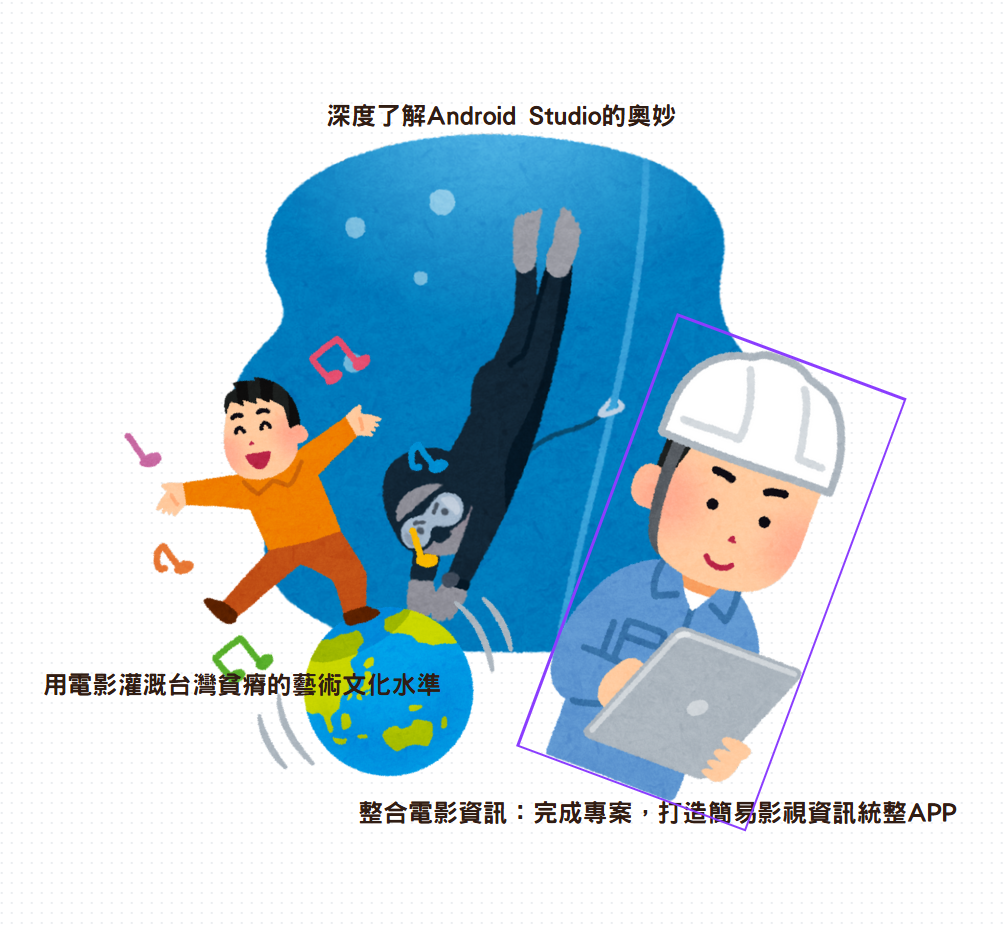 深度了解Android Studio的奧妙
用電影灌溉台灣貧瘠的藝術文化水準
整合電影資訊：完成專案，打造簡易影視資訊統整APP